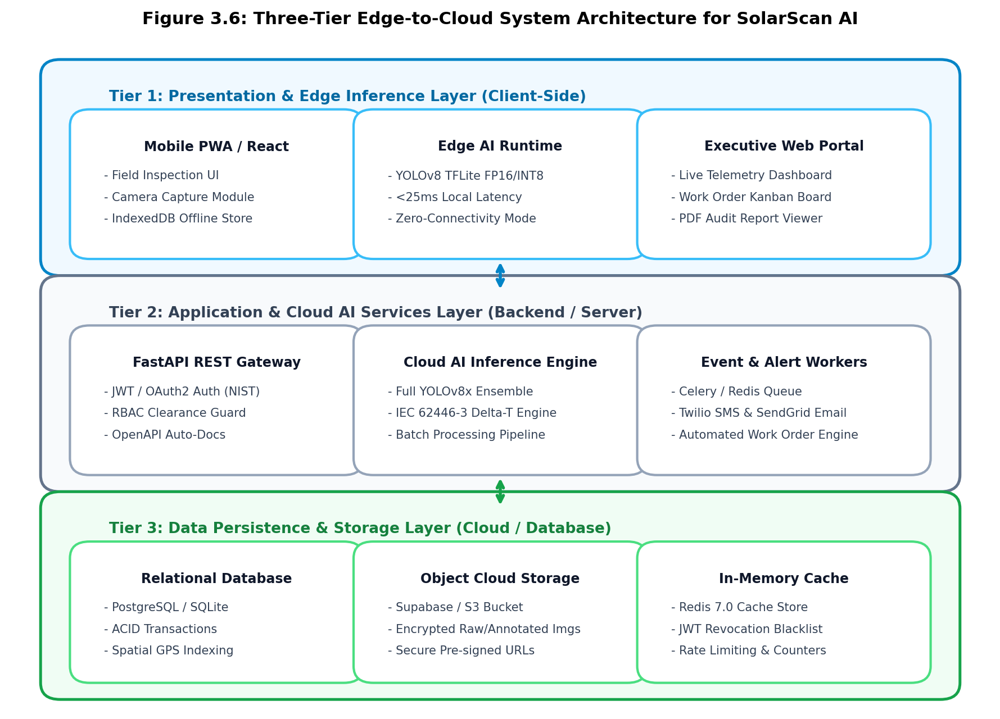 Figure 3.6: Three-Tier Edge-to-Cloud System Architecture for SolarScan AI
Tier 1: Presentation & Edge Inference Layer (Client-Side)
Mobile PWA / React
- Field Inspection UI
- Camera Capture Module
- IndexedDB Offline Store
Edge AI Runtime
- YOLOv8 TFLite FP16/INT8
- <25ms Local Latency
- Zero-Connectivity Mode
Executive Web Portal
- Live Telemetry Dashboard
- Work Order Kanban Board
- PDF Audit Report Viewer
Tier 2: Application & Cloud AI Services Layer (Backend / Server)
FastAPI REST Gateway
- JWT / OAuth2 Auth (NIST)
- RBAC Clearance Guard
- OpenAPI Auto-Docs
Cloud AI Inference Engine
- Full YOLOv8x Ensemble
- IEC 62446-3 Delta-T Engine
- Batch Processing Pipeline
Event & Alert Workers
- Celery / Redis Queue
- Twilio SMS & SendGrid Email
- Automated Work Order Engine
Tier 3: Data Persistence & Storage Layer (Cloud / Database)
Relational Database
- PostgreSQL / SQLite
- ACID Transactions
- Spatial GPS Indexing
Object Cloud Storage
- Supabase / S3 Bucket
- Encrypted Raw/Annotated Imgs
- Secure Pre-signed URLs
In-Memory Cache
- Redis 7.0 Cache Store
- JWT Revocation Blacklist
- Rate Limiting & Counters